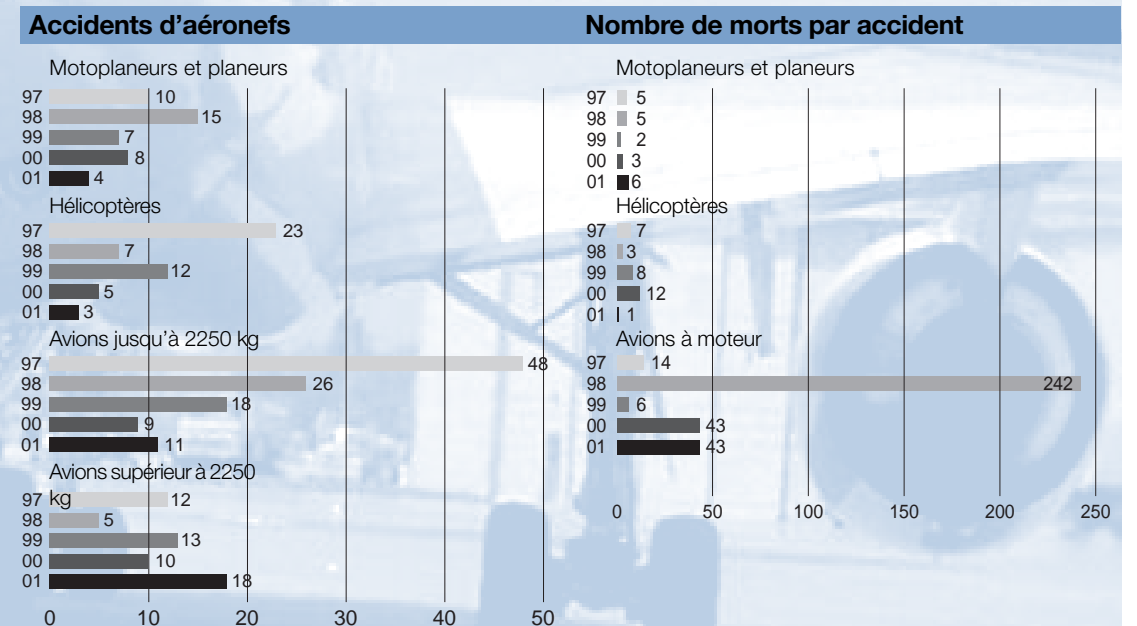 Accidents d'aéronefs
Motoplaneurs et planeurs
97 10
98 15
99 7
00 8
01 4
Hélicoptères
97 23
98 7
99 12
00 5
01 3
Avions jusqu'à 2250 kg
97 48
98 26
99 18
00 9
01 11
Avions supérieur à 2250
kg
97 12
98 5
99 13
00 10
01 18
0 10 20 30 40 50
Nombre de morts par accident
Motoplaneurs et planeurs
97 5
98 5
99 2
00 3
01 6
Hélicoptères
97 7
98 3
99 8
00 12
01 1
Avions à moteur
97 14
98 242
99 6
00 43
01 43
0 50 100 150 200 250